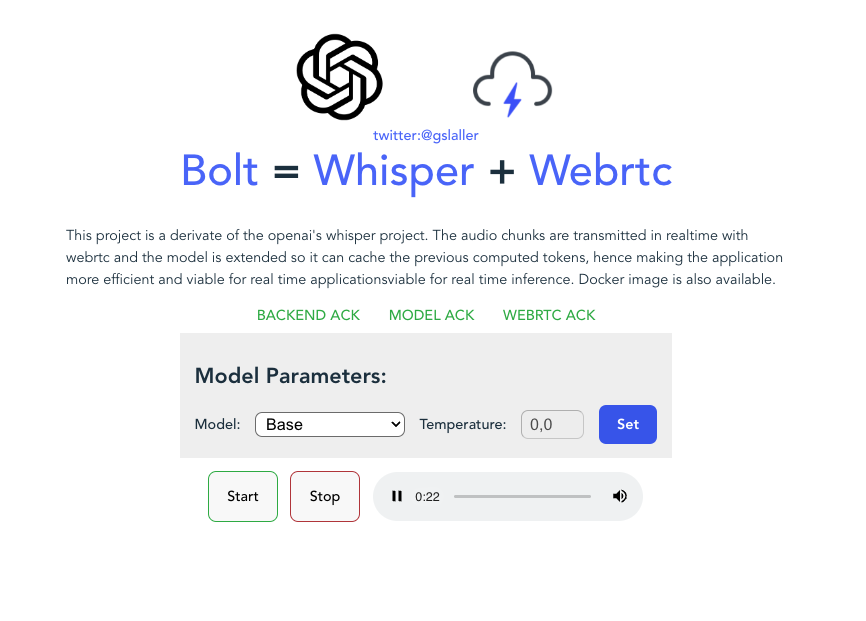 twitter:@gslaller
Bolt = Whisper + Webrtc
This project is a derivate of the openai's whisper project. The audio chunks are transmitted in realtime with
webrtc and the model is extended so it can cache the previous computed tokens, hence making the application
more efficient and viable for real time applicationsviable for real time inference. Docker image is also available.
BACKEND ACK MODEL ACK WEBRTC ACK
Model Parameters:
Model: Base Temperature: 0,0 Set
Start Stop 0:22